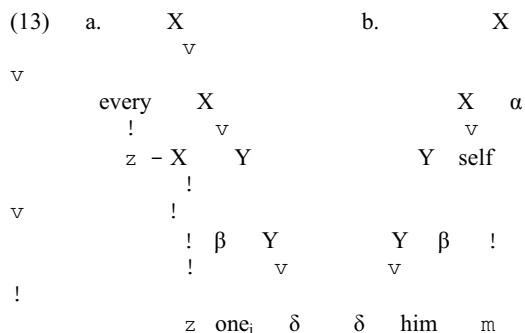 (13) a. X b. X
v
v
every X X α
! v v
z – X Y Y self
!
v !
! β Y Y β !
! v v
!
z oneᵢ δ δ him m